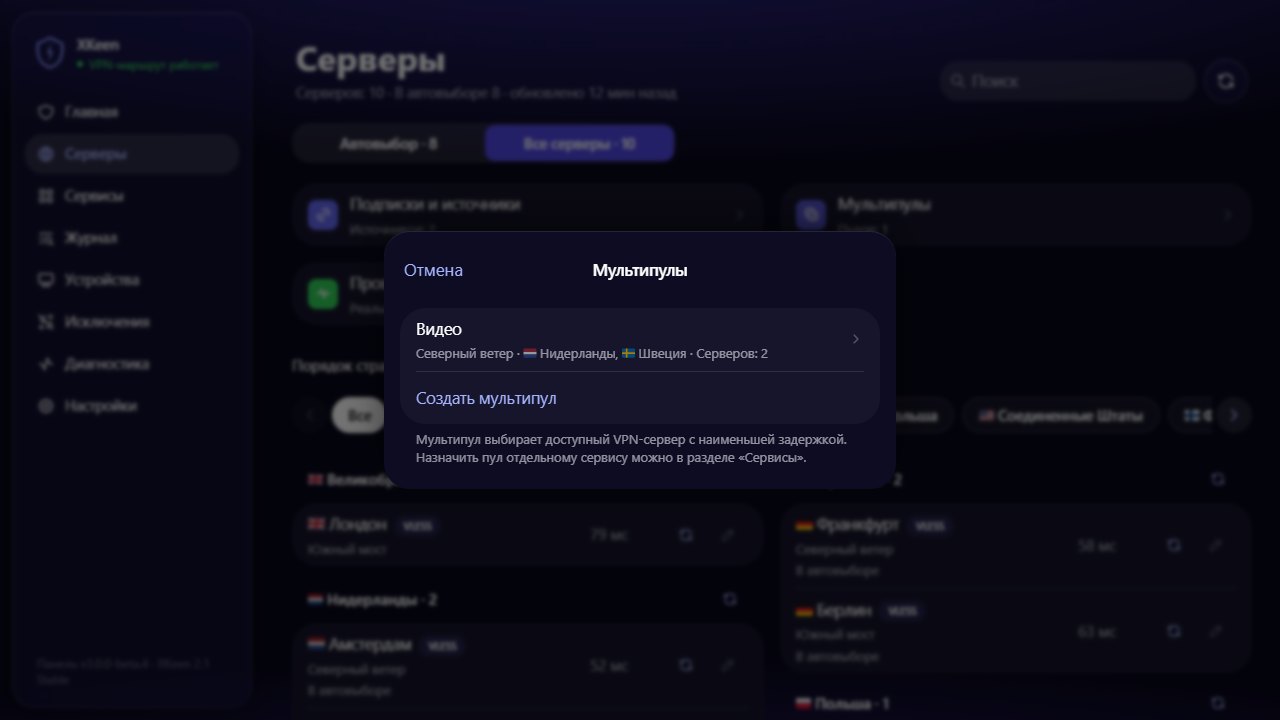 XKeen
VPN-маршрут работает
Главная
Серверы
Сервисы
Журнал
Устройства
Исключения
Диагностика
Настройки
Серверы
Серверов: 10 · В автовыборе 8 · обновлено 12 мин назад
Поиск
Автовыбор · 8
Все серверы · 10
Подписки и источники
Мультипулы
Отмена
Мультипулы
Видео
Северный ветер · Нидерланды, Швеция · Серверов: 2
Создать мультипул
Мультипул выбирает доступный VPN-сервер с наименьшей задержкой.
Назначить пул отдельному сервису можно в разделе «Сервисы».
Все
Соединенные Штаты
Лондон VLESS
Южный мост
79 мс
Нидерланды · 2
Амстердам VLESS
Северный ветер
В автовыборе
52 мс
Франкфурт VLESS
Северный ветер
В автовыборе
58 мс
Берлин VLESS
Южный мост
В автовыборе
63 мс
Польша · 1